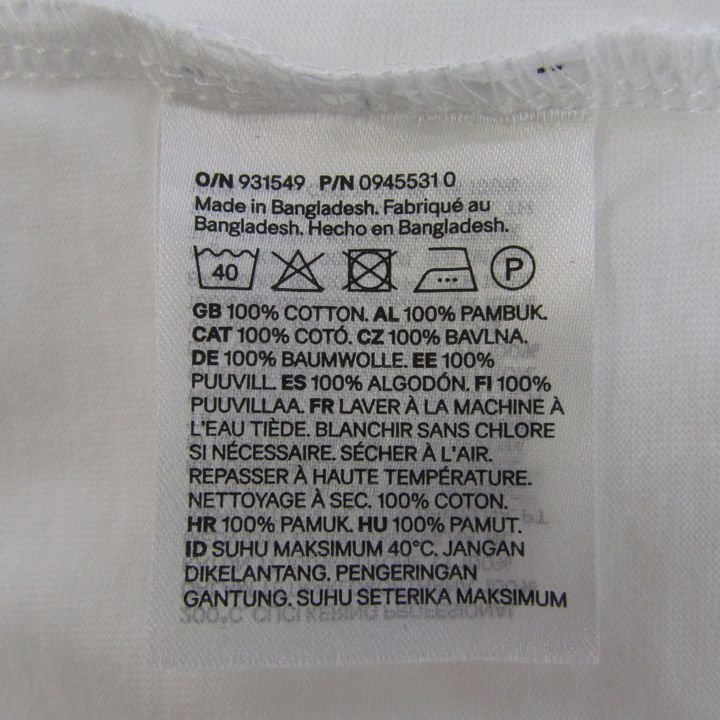 O/N 931549 P/N 0945531 0
Made in Bangladesh. Fabriqué au
Bangladesh. Hecho en Bangladesh.
40 P
GB 100% COTTON. AL 100% PAMBUK.
CAT 100% COTÓ. CZ 100% BAVLNA.
DE 100% BAUMWOLLE. EE 100%
PUUVILL. ES 100% ALGODÓN. FI 100%
PUUVILLAA. FR LAVER À LA MACHINE À
L'EAU TIÈDE. BLANCHIR SANS CHLORE
SI NÉCESSAIRE. SÉCHER À L'AIR.
REPASSER À HAUTE TEMPÉRATURE.
NETTOYAGE À SEC. 100% COTON.
HR 100% PAMUK. HU 100% PAMUT.
ID SUHU MAKSIMUM 40°C. JANGAN
DIKELANTANG. PENGERINGAN
GANTUNG. SUHU SETERIKA MAKSIMUM